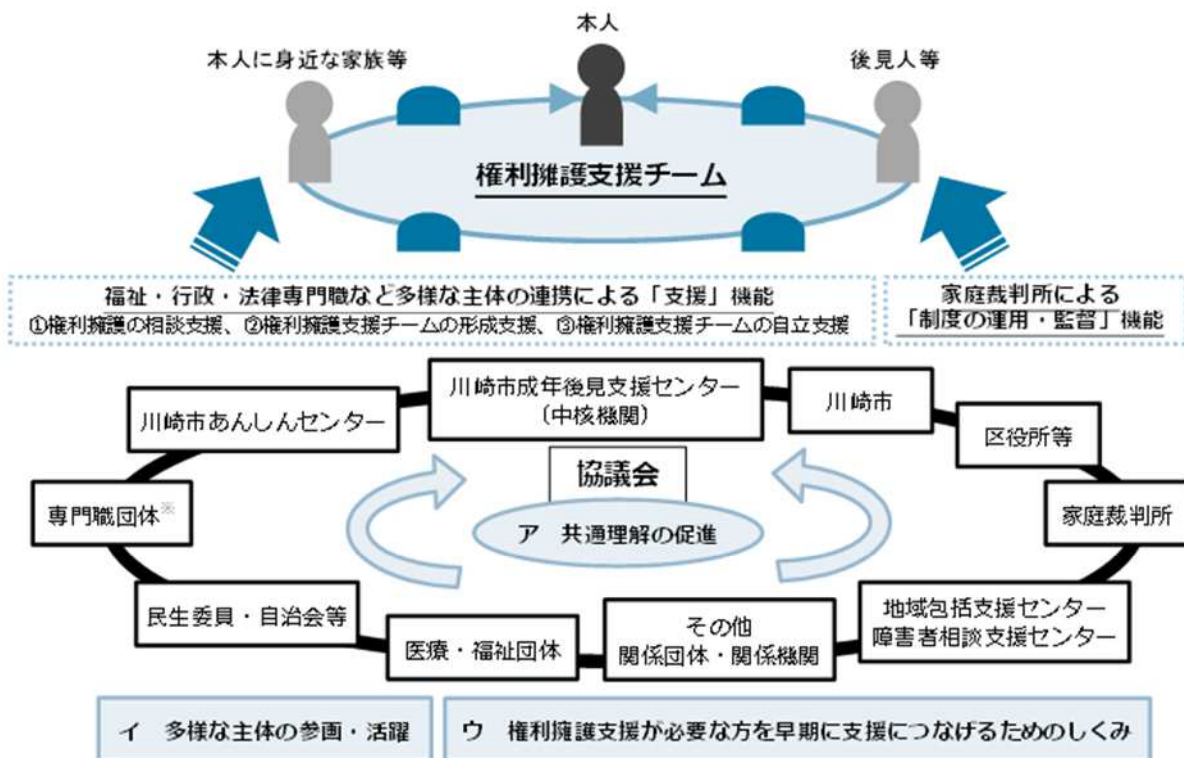 本人
本人に身近な家族等
後見人等
権利擁護支援チーム
福祉・行政・法律専門職など多様な主体の連携による「支援」機能
①権利擁護の相談支援、②権利擁護支援チームの形成支援、③権利擁護支援チームの自立支援
家庭裁判所による
「制度の運用・監督」機能
川崎市成年後見支援センター
（中核機関）
川崎市
川崎市あんしんセンター
区役所等
協議会
専門職団体※
家庭裁判所
ア 共通理解の促進
民生委員・自治会等
地域包括支援センター
障害者相談支援センター
医療・福祉団体
その他
関係団体・関係機関
イ 多様な主体の参画・活躍
ウ 権利擁護支援が必要な方を早期に支援につなげるためのしくみ